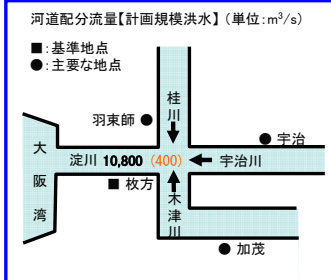 河道配分流量【計画規模洪水】(単位:m³/s)
■:基準地点
●:主要な地点
桂川
羽束師 ●
● 宇治
大阪湾
淀川 10,800 (400)
宇治川
■ 枚方
木津川
● 加茂